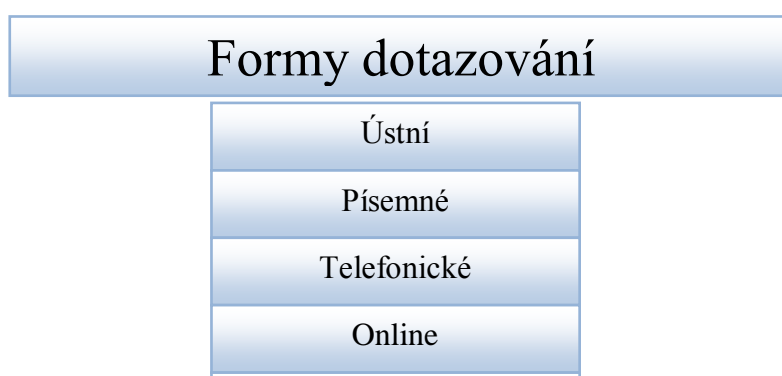 Formy dotazování
Ústní
Písemné
Telefonické
Online